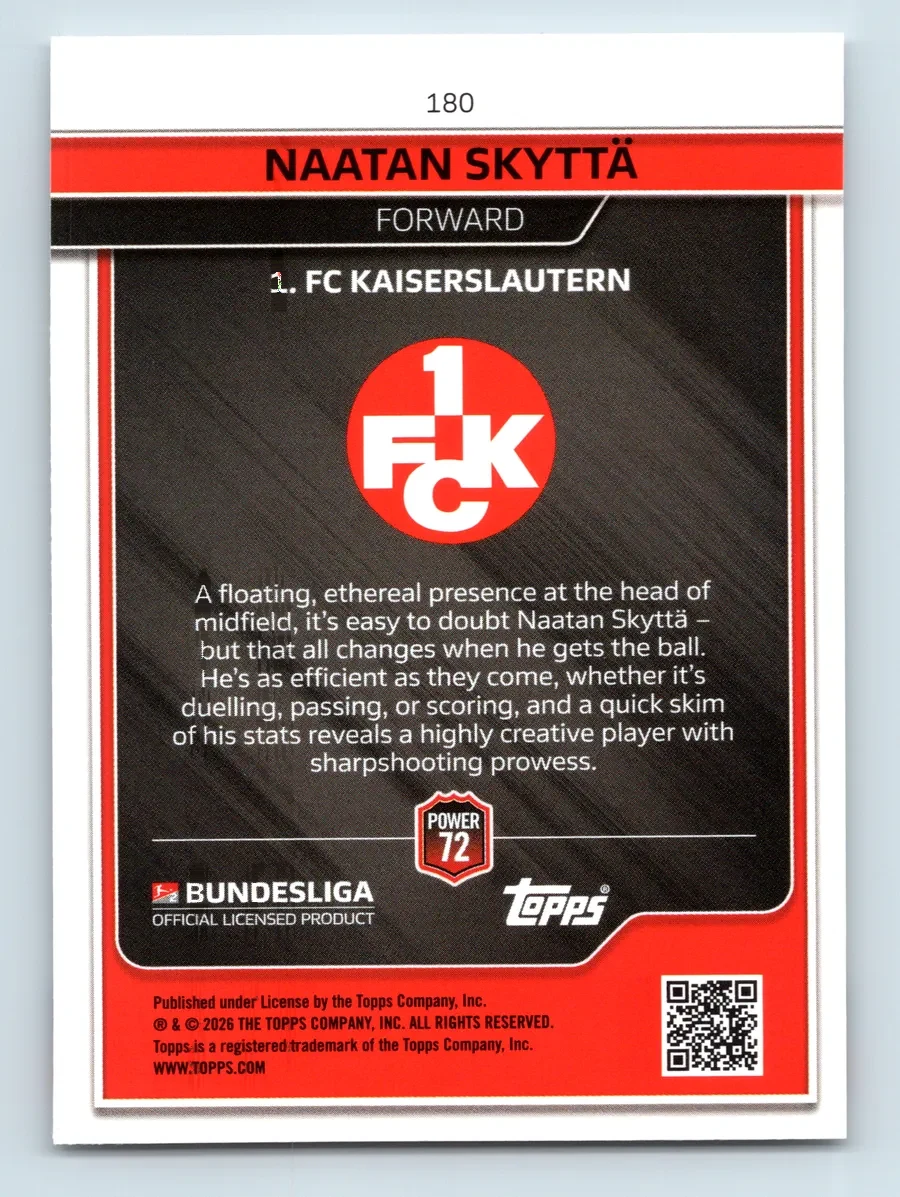 180
NAATAN SKYTTÄ
FORWARD
1. FC KAISERSLAUTERN
1
FCK
A floating, ethereal presence at the head of
midfield, it's easy to doubt Naatan Skyttä –
but that all changes when he gets the ball.
He's as efficient as they come, whether it's
duelling, passing, or scoring, and a quick skim
of his stats reveals a highly creative player with
sharpshooting prowess.
POWER
72
2 BUNDESLIGA
OFFICIAL LICENSED PRODUCT
topps®
Published under License by the Topps Company, Inc.
® & © 2026 THE TOPPS COMPANY, INC. ALL RIGHTS RESERVED.
Topps is a registered trademark of the Topps Company, Inc.
WWW.TOPPS.COM